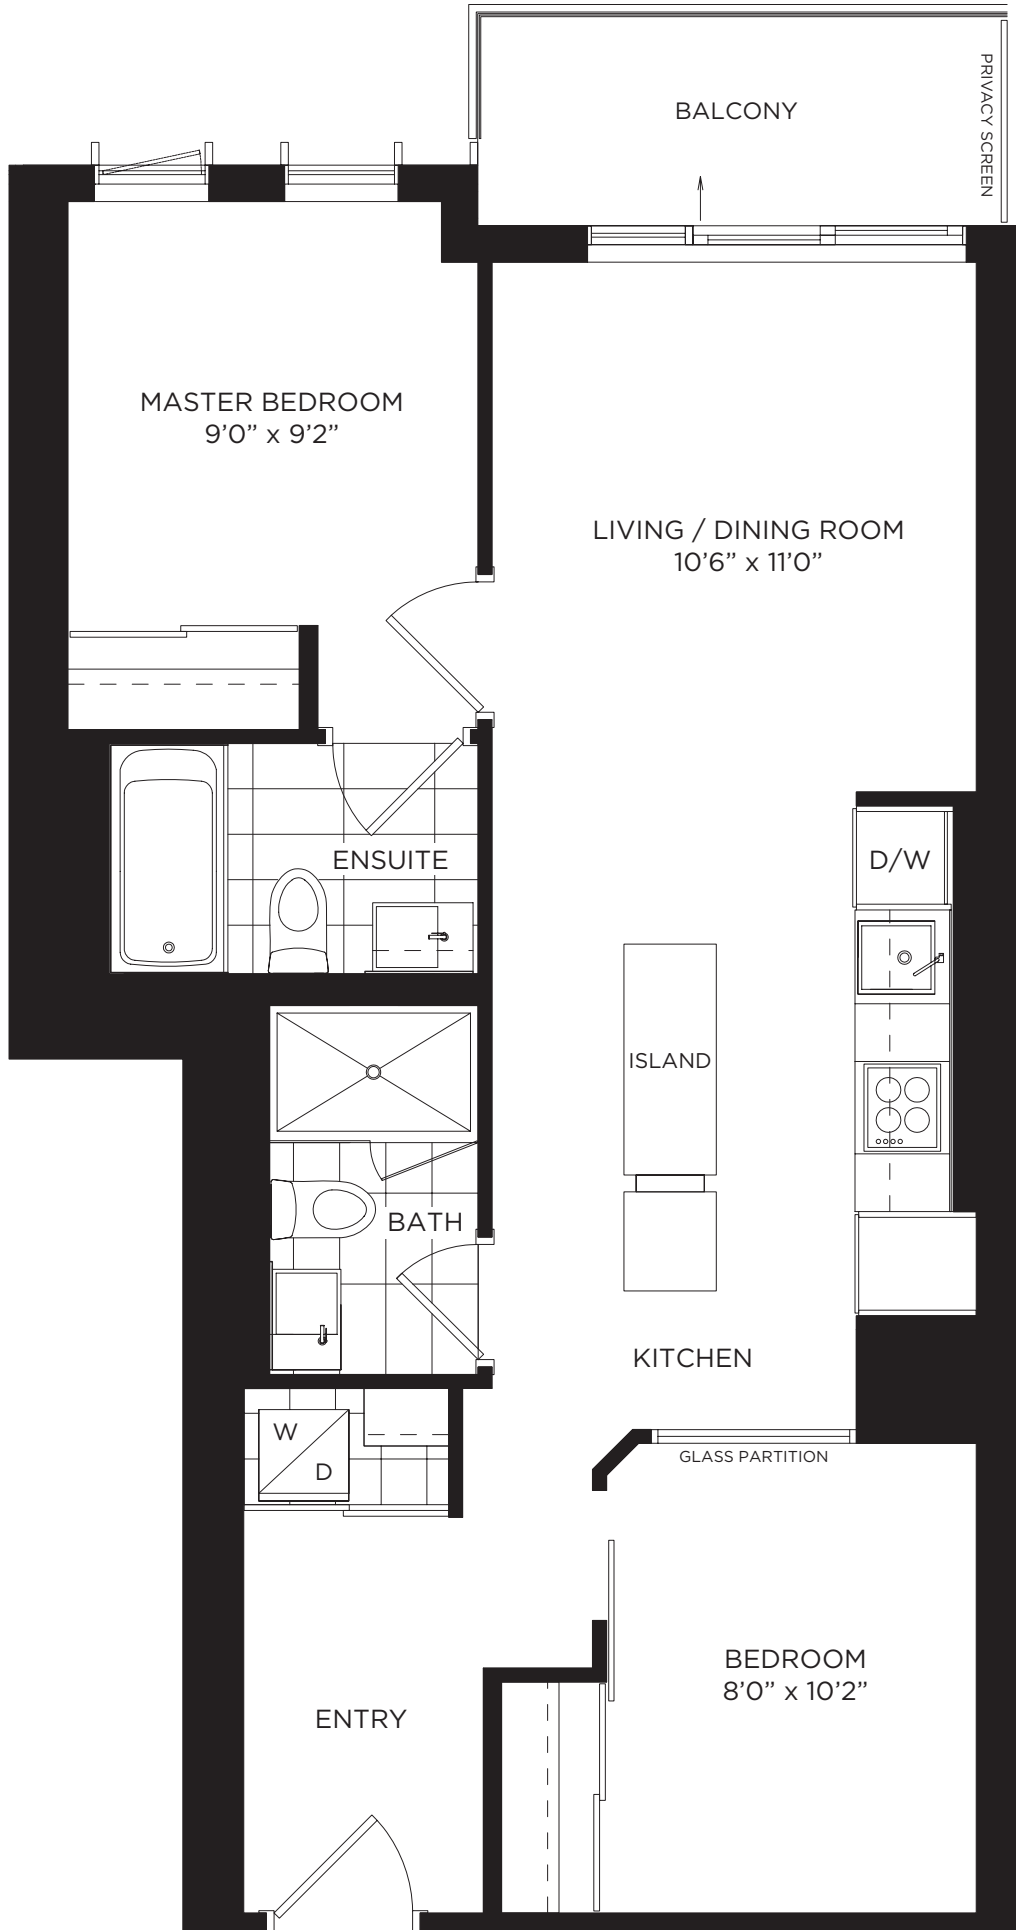 BALCONY
PRIVACY SCREEN
MASTER BEDROOM
9’0” x 9’2”
LIVING / DINING ROOM
10’6” x 11’0”
ENSUITE
D/W
ISLAND
BATH
KITCHEN
W
D
GLASS PARTITION
BEDROOM
8’0” x 10’2”
ENTRY